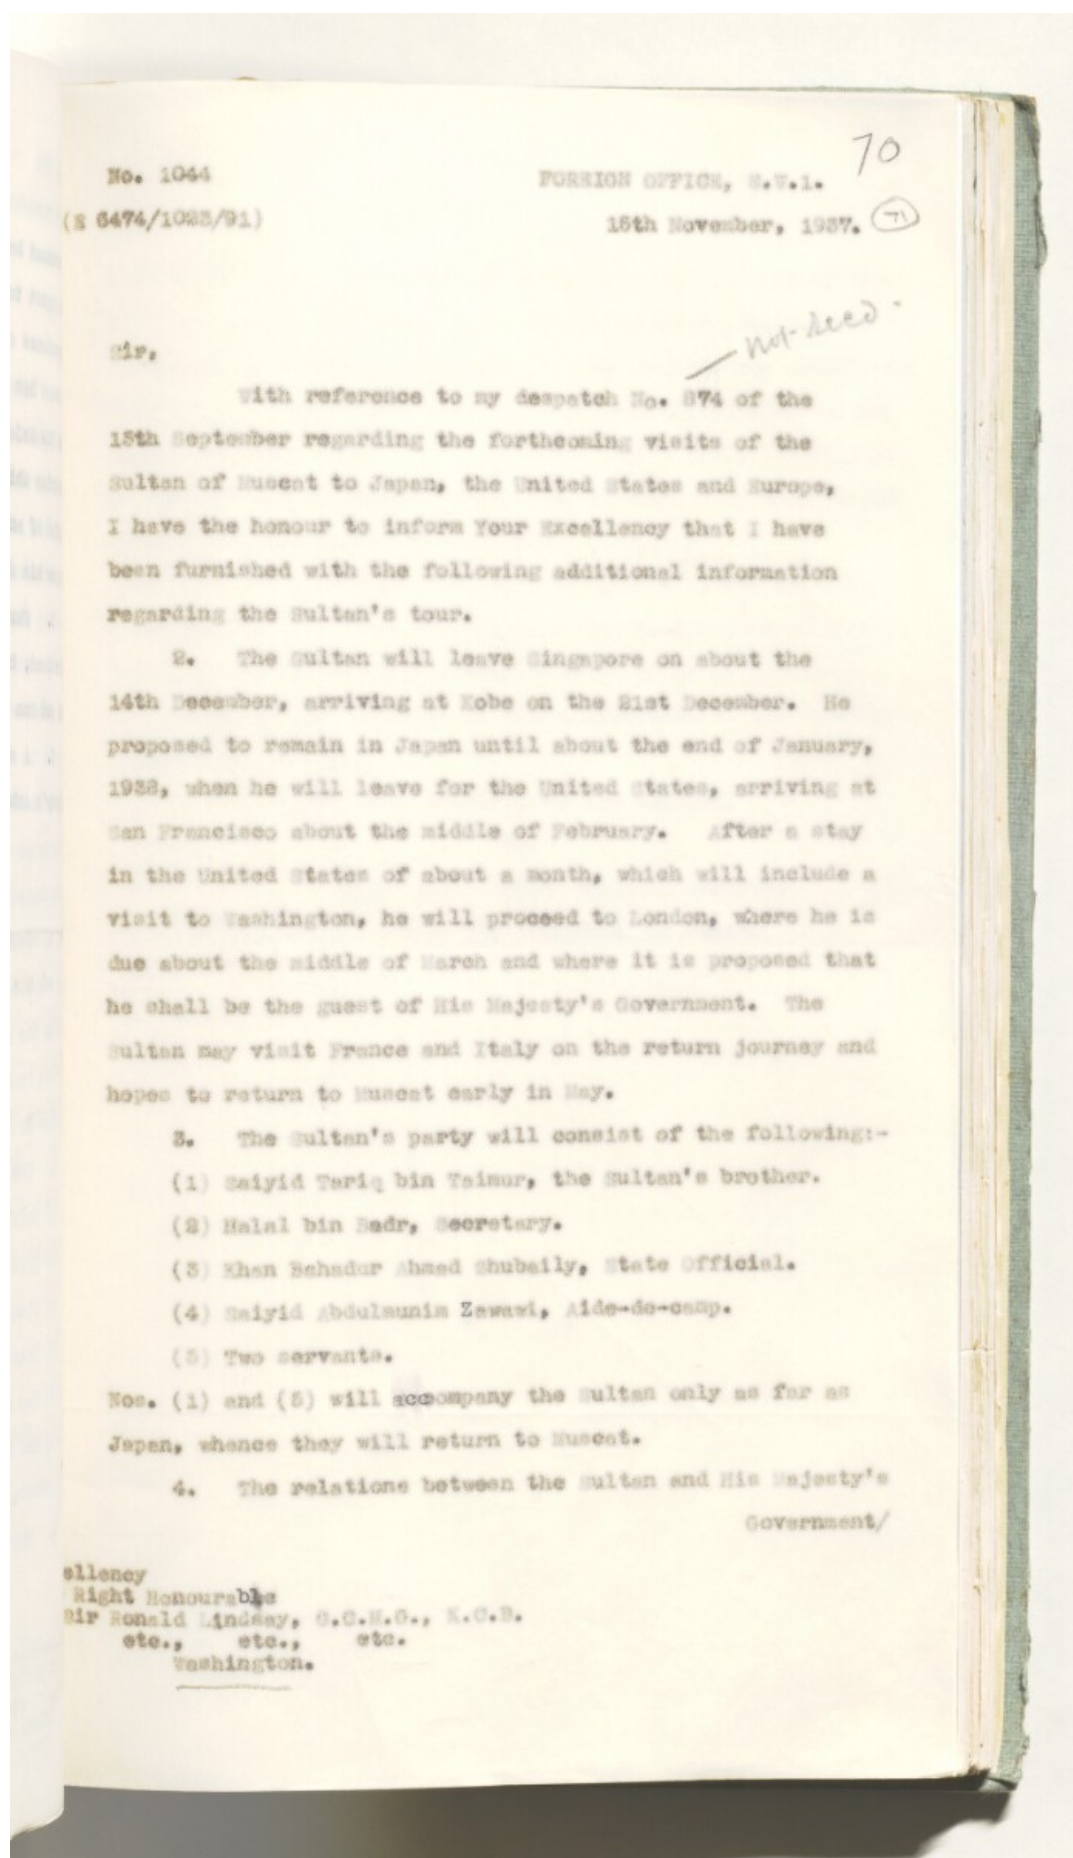 70
No. 1044
FOREIGN OFFICE, S.W.1.
(E 6474/1023/91)
15th November, 1937.
71
not recd.
Sir,
With reference to my despatch No. 874 of the
15th September regarding the forthcoming visits of the
Sultan of Muscat to Japan, the United States and Europe,
I have the honour to inform Your Excellency that I have
been furnished with the following additional information
regarding the Sultan's tour.
2. The Sultan will leave Singapore on about the
14th December, arriving at Kobe on the 21st December. He
proposed to remain in Japan until about the end of January,
1938, when he will leave for the United States, arriving at
San Francisco about the middle of February. After a stay
in the United States of about a month, which will include a
visit to Washington, he will proceed to London, where he is
due about the middle of March and where it is proposed that
he shall be the guest of His Majesty's Government. The
Sultan may visit France and Italy on the return journey and
hopes to return to Muscat early in May.
3. The Sultan's party will consist of the following:-
(1) Saiyid Tariq bin Taimur, the Sultan's brother.
(2) Halal bin Badr, Secretary.
(3) Khan Bahadur Ahmed Shubaily, State Official.
(4) Saiyid Abdulmunim Zawawi, Aide-de-camp.
(5) Two servants.
Nos. (1) and (5) will accompany the Sultan only as far as
Japan, whence they will return to Muscat.
4. The relations between the Sultan and His Majesty's
Government/
ellency
Right Honourable
Sir Ronald Lindsay, G.C.M.G., K.C.B.
etc., etc., etc.
Washington.